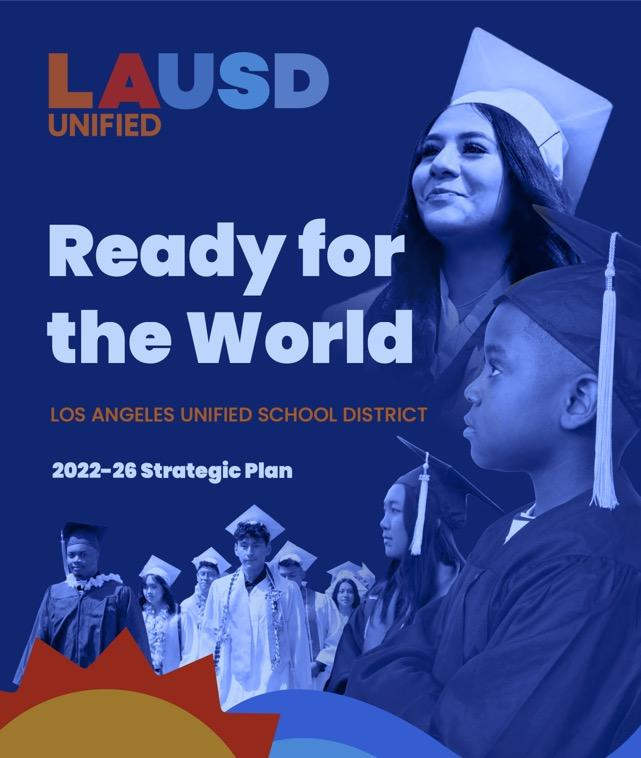 LAUSD
UNIFIED
Ready for
the World
LOS ANGELES UNIFIED SCHOOL DISTRICT
2022-26 Strategic Plan